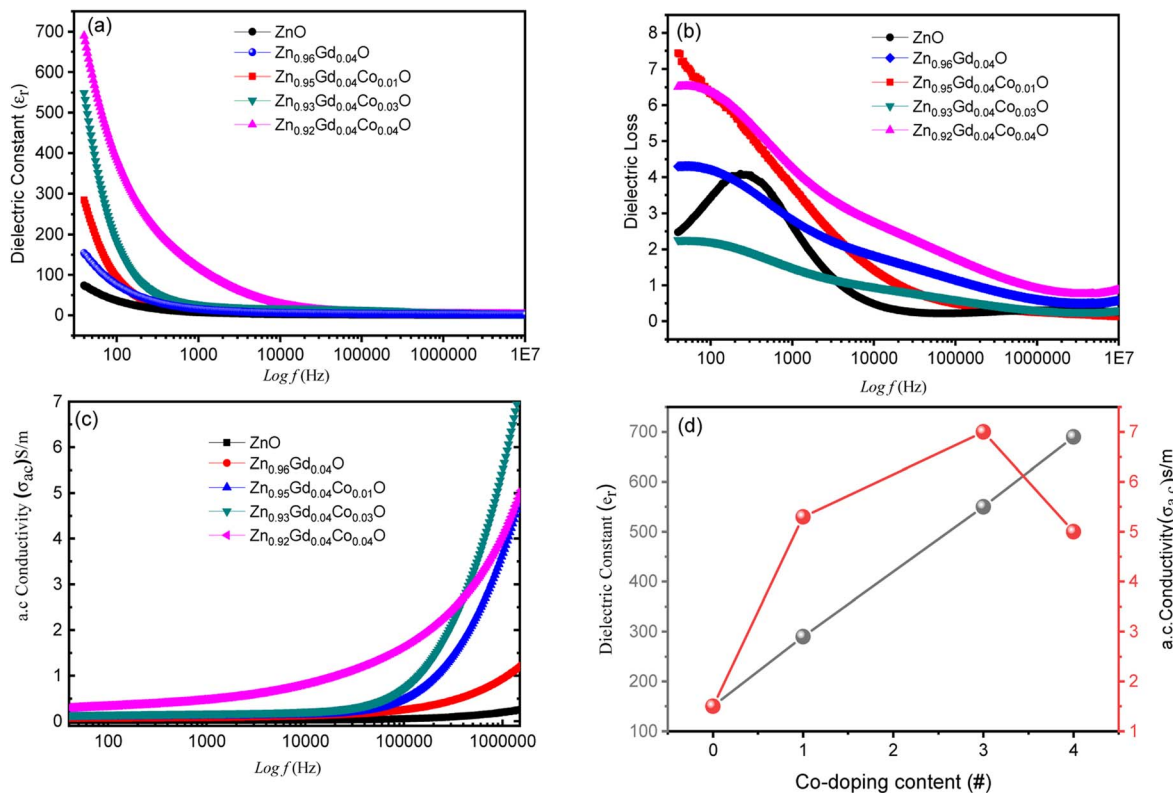 (a)
ZnO
Zn0.96Gd0.04O
Zn0.95Gd0.04Co0.01O
Zn0.93Gd0.04Co0.03O
Zn0.92Gd0.04Co0.04O
Dielectric Constant (εr)
700
600
500
400
300
200
100
0
100 1000 10000 100000 1000000 1E7
Log f (Hz)
(b)
ZnO
Zn0.96Gd0.04O
Zn0.95Gd0.04Co0.01O
Zn0.93Gd0.04Co0.03O
Zn0.92Gd0.04Co0.04O
Dielectric Loss
8
7
6
5
4
3
2
1
0
100 1000 10000 100000 1000000 1E7
Log f (Hz)
(c)
ZnO
Zn0.96Gd0.04O
Zn0.95Gd0.04Co0.01O
Zn0.93Gd0.04Co0.03O
Zn0.92Gd0.04Co0.04O
a.c Conductivity (σac)S/m
7
6
5
4
3
2
1
0
100 1000 10000 100000 1000000
Log f (Hz)
(d)
Dielectric Constant (er)
700
600
500
400
300
200
100
a.c.Conductivity(σa.c)s/m
7
6
5
4
3
2
1
0 1 2 3 4
Co-doping content (#)